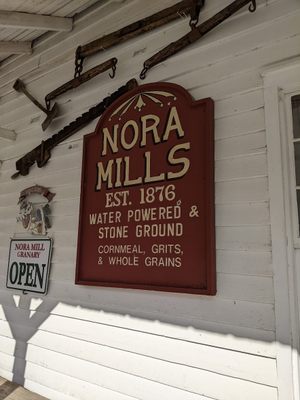 NORA
MILLS
EST. 1876
WATER POWERED &
STONE GROUND
CORNMEAL, GRITS,
& WHOLE GRAINS
NORA MILL
GRANARY
OPEN